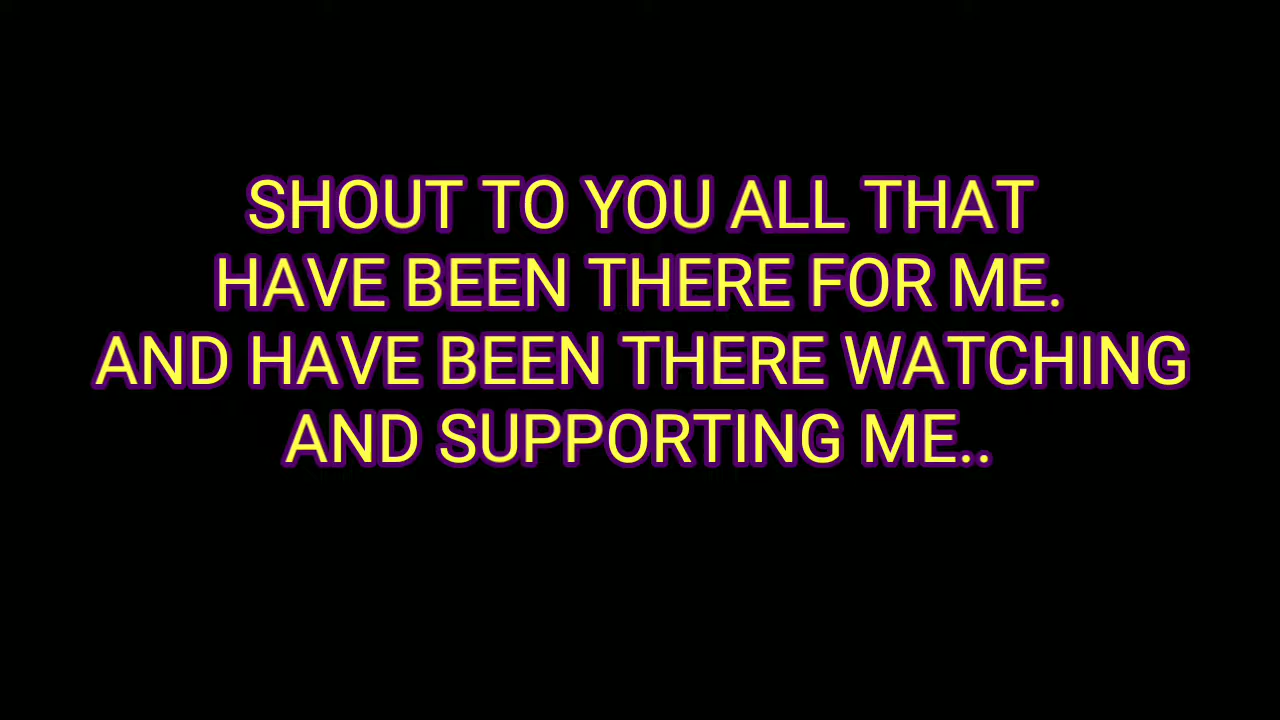 SHOUT TO YOU ALL THAT
HAVE BEEN THERE FOR ME.
AND HAVE BEEN THERE WATCHING
AND SUPPORTING ME..